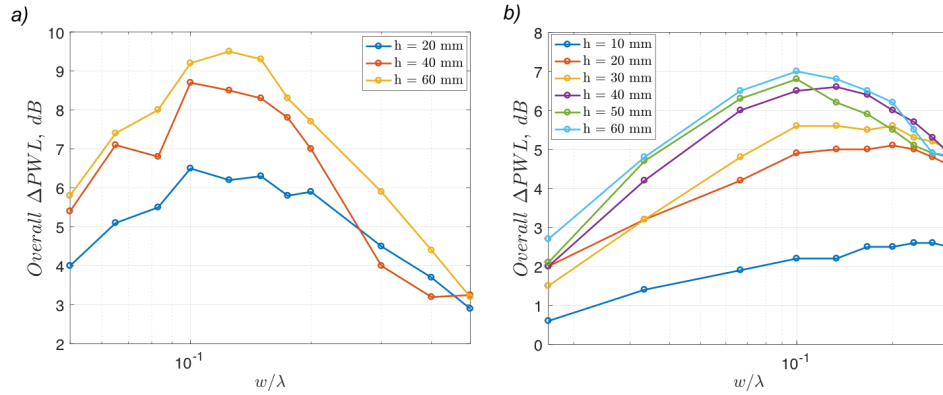 a)
10
9
8
7
6
5
4
3
2
Overall ΔPWL, dB
10⁻¹
w/λ
h = 20 mm
h = 40 mm
h = 60 mm
b)
8
7
6
5
4
3
2
1
0
Overall ΔPWL, dB
10⁻¹
w/λ
h = 10 mm
h = 20 mm
h = 30 mm
h = 40 mm
h = 50 mm
h = 60 mm